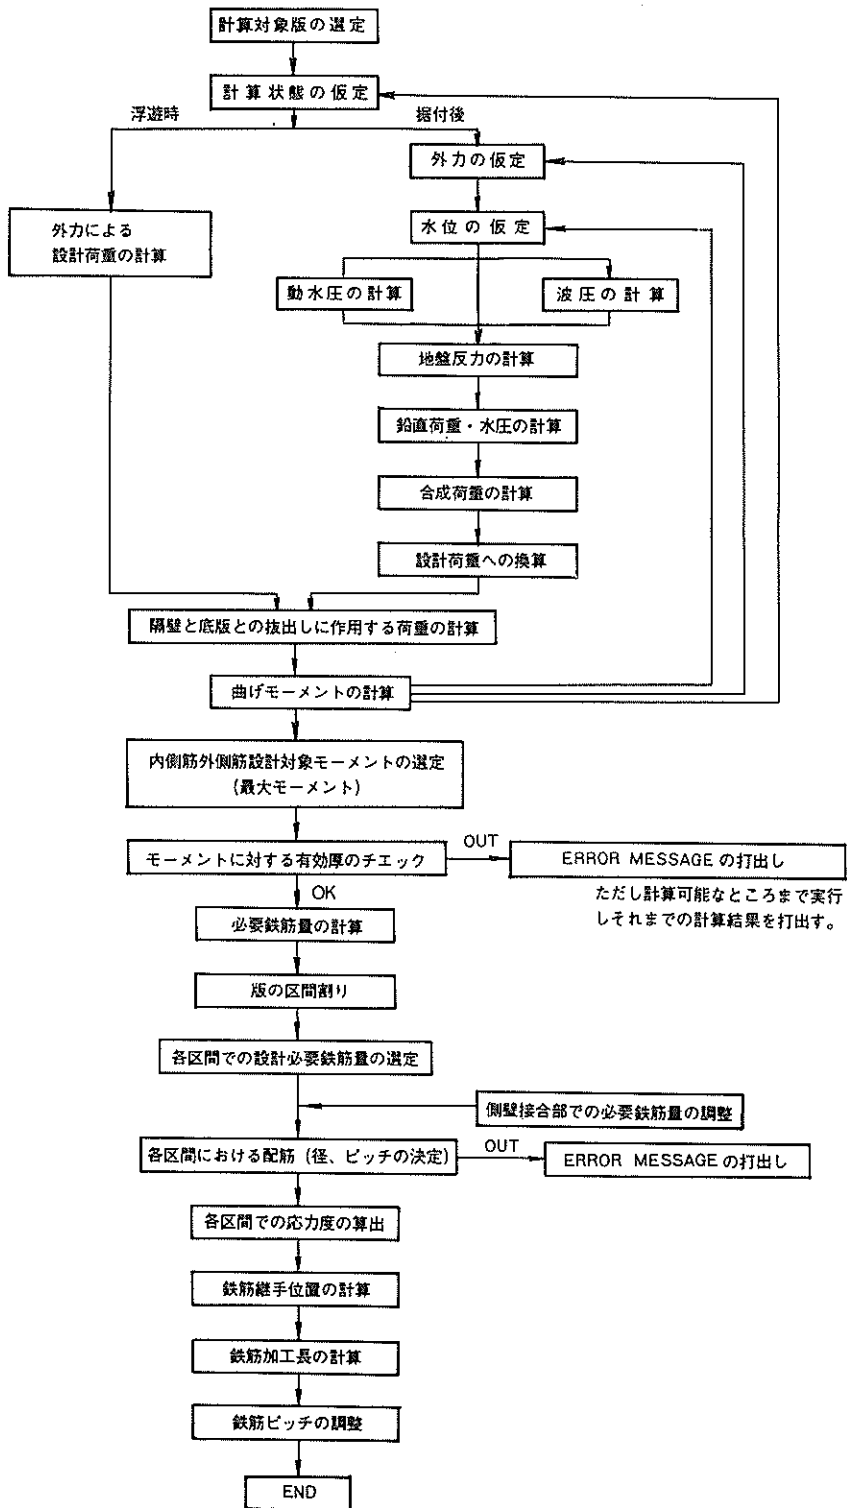 計算対象版の選定
計算状態の仮定
浮遊時
据付後
外力の仮定
外力による
設計荷重の計算
水位の仮定
動水圧の計算
波圧の計算
地盤反力の計算
鉛直荷重・水圧の計算
合成荷重の計算
設計荷重への換算
隔壁と底版との抜出しに作用する荷重の計算
曲げモーメントの計算
内側筋外側筋設計対象モーメントの選定
(最大モーメント)
モーメントに対する有効厚のチェック
OUT
ERROR MESSAGE の打出し
ただし計算可能なところまで実行
しそれまでの計算結果を打出す。
OK
必要鉄筋量の計算
版の区間割り
各区間での設計必要鉄筋量の選定
側壁接合部での必要鉄筋量の調整
各区間における配筋 (径、ピッチの決定)
OUT
ERROR MESSAGE の打出し
各区間での応力度の算出
鉄筋継手位置の計算
鉄筋加工長の計算
鉄筋ピッチの調整
END